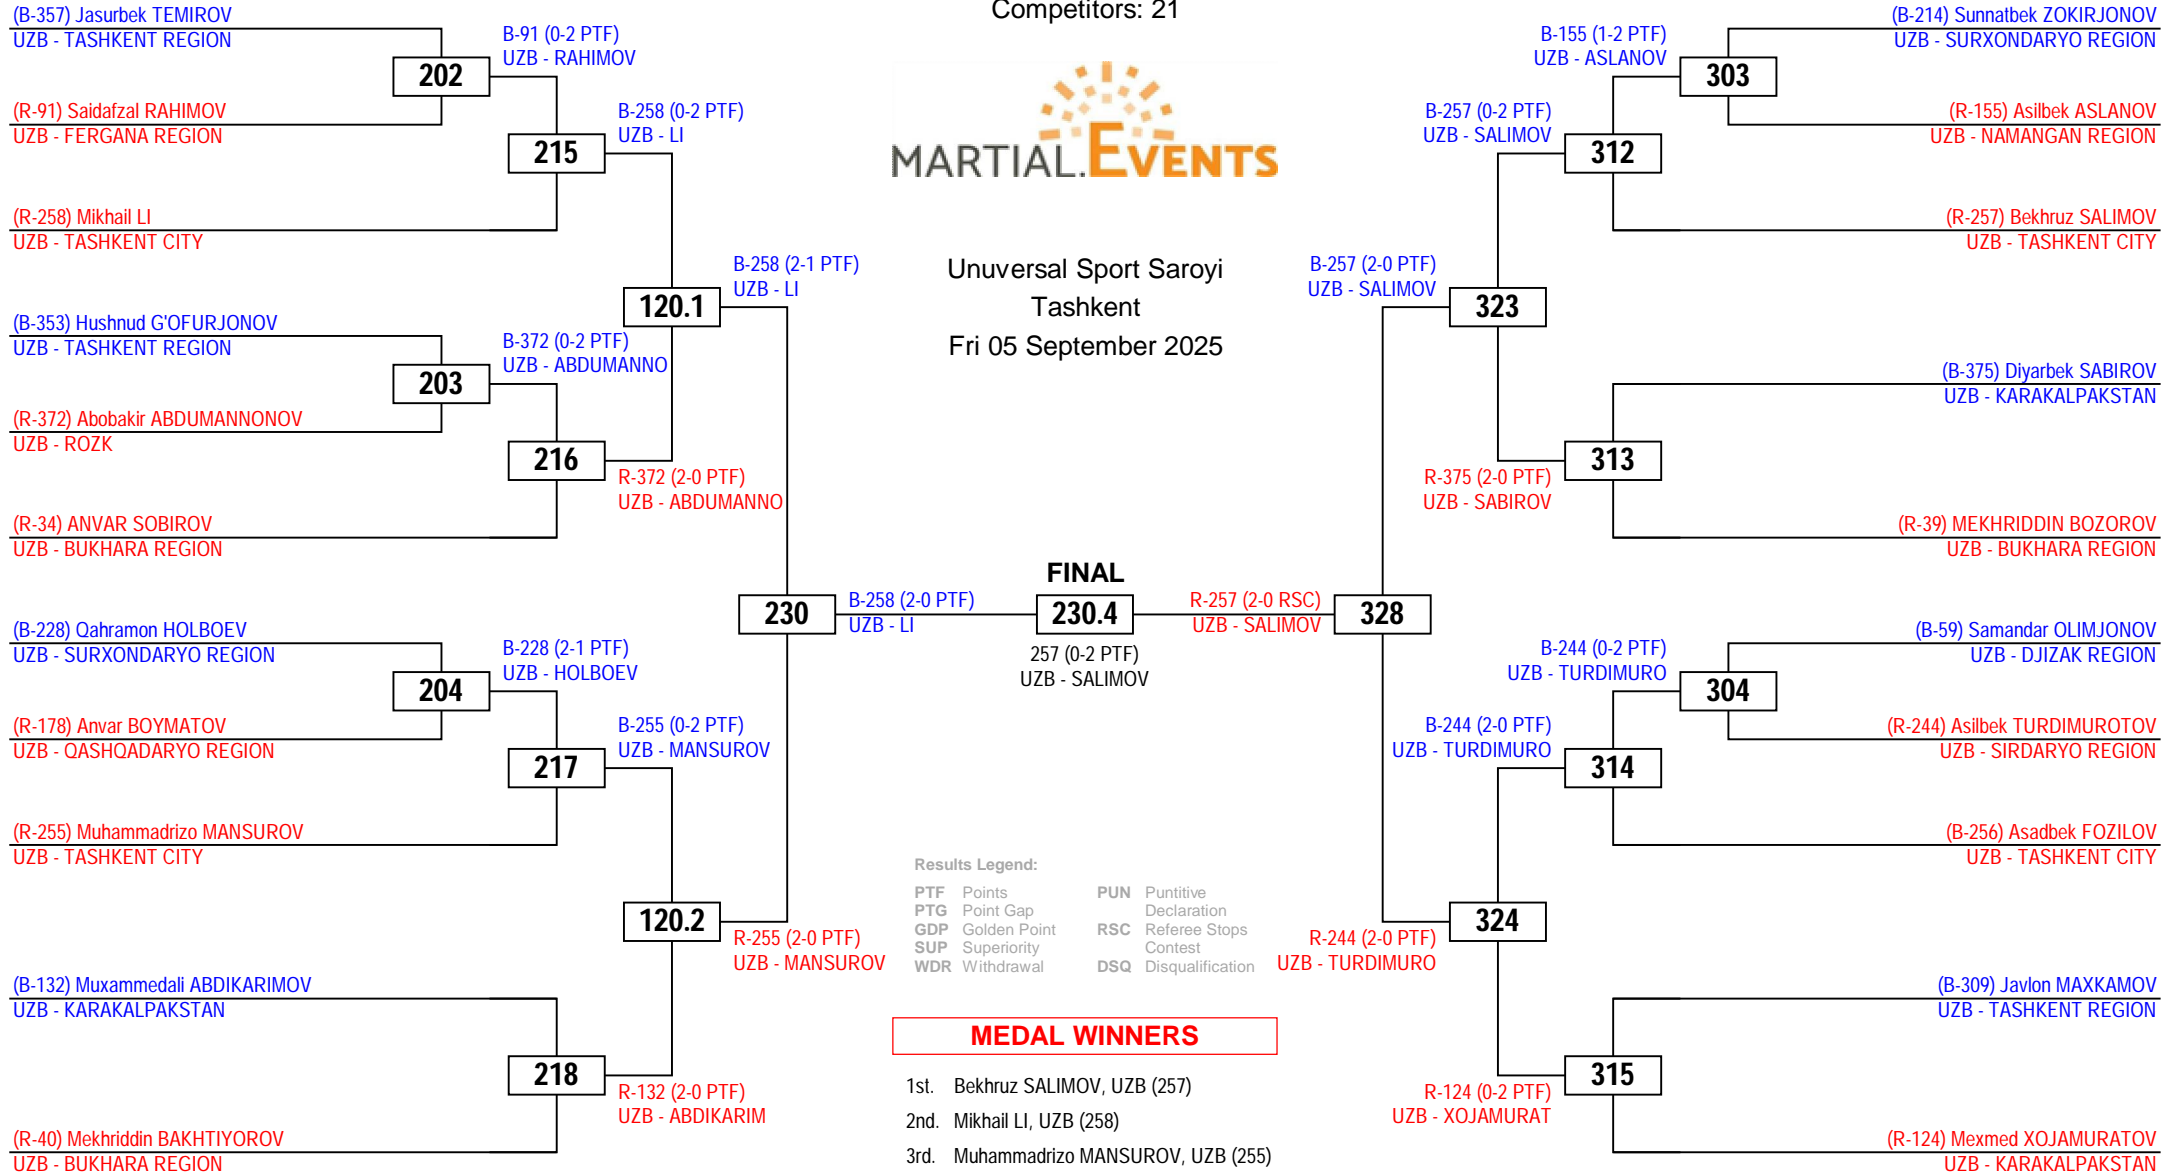 Competitors: 21
MARTIAL.EVENTS
Unuversal Sport Saroyi
Tashkent
Fri 05 September 2025
(B-357) Jasurbek TEMIROV
UZB - TASHKENT REGION
202
(R-91) Saidafzal RAHIMOV
UZB - FERGANA REGION
B-91 (0-2 PTF)
UZB - RAHIMOV
215
(R-258) Mikhail LI
UZB - TASHKENT CITY
B-258 (0-2 PTF)
UZB - LI
120.1
B-258 (2-1 PTF)
UZB - LI
(B-353) Hushnud G'OFURJONOV
UZB - TASHKENT REGION
203
(R-372) Abobakir ABDUMANNONOV
UZB - ROZK
B-372 (0-2 PTF)
UZB - ABDUMANNO
216
(R-34) ANVAR SOBIROV
UZB - BUKHARA REGION
R-372 (2-0 PTF)
UZB - ABDUMANNO
230
B-258 (2-0 PTF)
UZB - LI
(B-228) Qahramon HOLBOEV
UZB - SURXONDARYO REGION
204
(R-178) Anvar BOYMATOV
UZB - QASHQADARYO REGION
B-228 (2-1 PTF)
UZB - HOLBOEV
217
(R-255) Muhammadrizo MANSUROV
UZB - TASHKENT CITY
B-255 (0-2 PTF)
UZB - MANSUROV
120.2
R-255 (2-0 PTF)
UZB - MANSUROV
(B-132) Muxammedali ABDIKARIMOV
UZB - KARAKALPAKSTAN
218
(R-40) Mekhriddin BAKHTIYOROV
UZB - BUKHARA REGION
R-132 (2-0 PTF)
UZB - ABDIKARIM
FINAL
230.4
257 (0-2 PTF)
UZB - SALIMOV
(B-214) Sunnatbek ZOKIRJONOV
UZB - SURXONDARYO REGION
303
(R-155) Asilbek ASLANOV
UZB - NAMANGAN REGION
B-155 (1-2 PTF)
UZB - ASLANOV
312
(R-257) Bekhruz SALIMOV
UZB - TASHKENT CITY
B-257 (0-2 PTF)
UZB - SALIMOV
323
B-257 (2-0 PTF)
UZB - SALIMOV
(B-375) Diyarbek SABIROV
UZB - KARAKALPAKSTAN
313
(R-39) MEKHRIDDIN BOZOROV
UZB - BUKHARA REGION
R-375 (2-0 PTF)
UZB - SABIROV
328
R-257 (2-0 RSC)
UZB - SALIMOV
(B-59) Samandar OLIMJONOV
UZB - DJIZAK REGION
304
(R-244) Asilbek TURDIMUROTOV
UZB - SIRDARYO REGION
B-244 (0-2 PTF)
UZB - TURDIMURO
314
(B-256) Asadbek FOZILOV
UZB - TASHKENT CITY
B-244 (2-0 PTF)
UZB - TURDIMURO
324
R-244 (2-0 PTF)
UZB - TURDIMURO
(B-309) Javlon MAXKAMOV
UZB - TASHKENT REGION
315
(R-124) Mexmed XOJAMURATOV
UZB - KARAKALPAKSTAN
R-124 (0-2 PTF)
UZB - XOJAMURAT
Results Legend:
PTF Points
PTG Point Gap
GDP Golden Point
SUP Superiority
WDR Withdrawal
PUN Puntitive
Declaration
RSC Referee Stops
Contest
DSQ Disqualification
MEDAL WINNERS
1st. Bekhruz SALIMOV, UZB (257)
2nd. Mikhail LI, UZB (258)
3rd. Muhammadrizo MANSUROV, UZB (255)